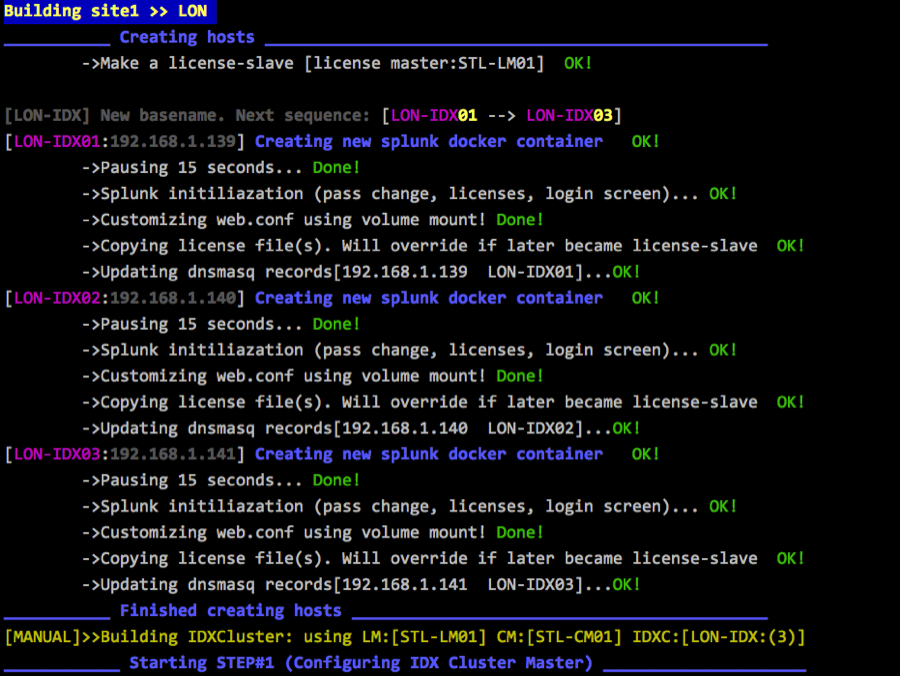 Building site1 >> LON
___________ Creating hosts ____________________________________________________
->Make a license-slave [license master:STL-LM01] OK!
[LON-IDX] New basename. Next sequence: [LON-IDX01 --> LON-IDX03]
[LON-IDX01:192.168.1.139] Creating new splunk docker container OK!
->Pausing 15 seconds... Done!
->Splunk initiliazation (pass change, licenses, login screen)... OK!
->Customizing web.conf using volume mount! Done!
->Copying license file(s). Will override if later became license-slave OK!
->Updating dnsmasq records[192.168.1.139 LON-IDX01]...OK!
[LON-IDX02:192.168.1.140] Creating new splunk docker container OK!
->Pausing 15 seconds... Done!
->Splunk initiliazation (pass change, licenses, login screen)... OK!
->Customizing web.conf using volume mount! Done!
->Copying license file(s). Will override if later became license-slave OK!
->Updating dnsmasq records[192.168.1.140 LON-IDX02]...OK!
[LON-IDX03:192.168.1.141] Creating new splunk docker container OK!
->Pausing 15 seconds... Done!
->Splunk initiliazation (pass change, licenses, login screen)... OK!
->Customizing web.conf using volume mount! Done!
->Copying license file(s). Will override if later became license-slave OK!
->Updating dnsmasq records[192.168.1.141 LON-IDX03]...OK!
___________ Finished creating hosts ___________________________________________
[MANUAL]>>Building IDXCluster: using LM:[STL-LM01] CM:[STL-CM01] IDXC:[LON-IDX:(3)]
____________ Starting STEP#1 (Configuring IDX Cluster Master) _____________________